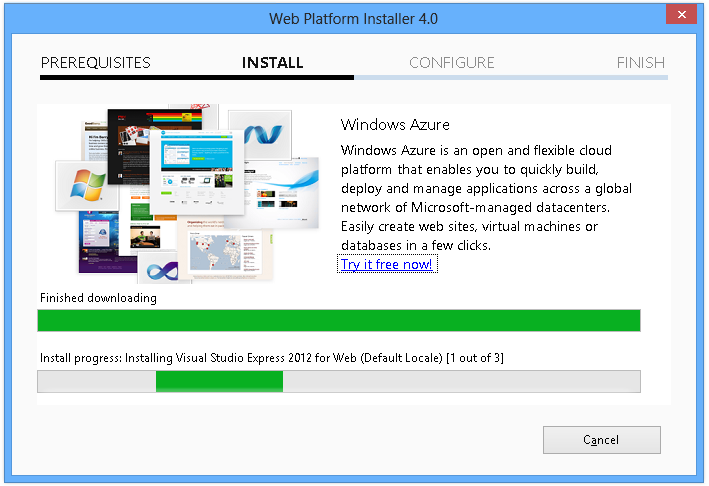 Web Platform Installer 4.0
PREREQUISITES INSTALL CONFIGURE FINISH
Windows Azure
Windows Azure is an open and flexible cloud
platform that enables you to quickly build,
deploy and manage applications across a global
network of Microsoft-managed datacenters.
Easily create web sites, virtual machines or
databases in a few clicks.
Try it free now!
Finished downloading
Install progress: Installing Visual Studio Express 2012 for Web (Default Locale) [1 out of 3]
Cancel